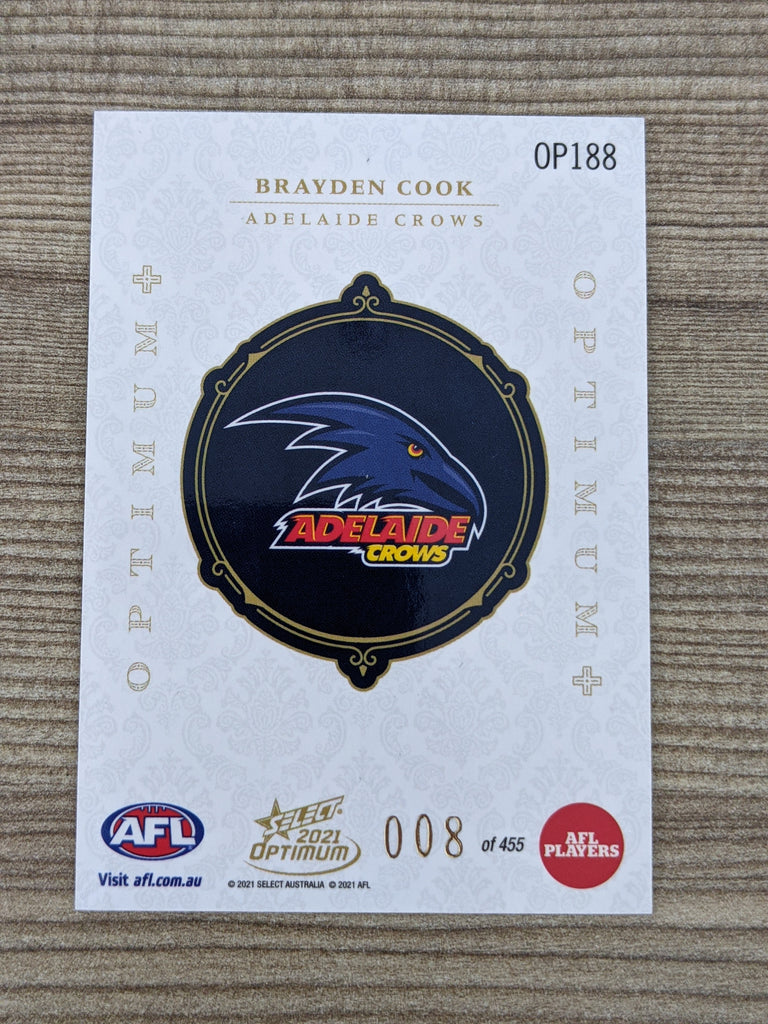 OP188
BRAYDEN COOK
ADELAIDE CROWS
OPTIMUM+
OPTIMUM+
ADELAIDE
CROWS
AFL
Visit afl.com.au
SELECT
2021
OPTIMUM
© 2021 SELECT AUSTRALIA © 2021 AFL
008 of 455
AFL
PLAYERS